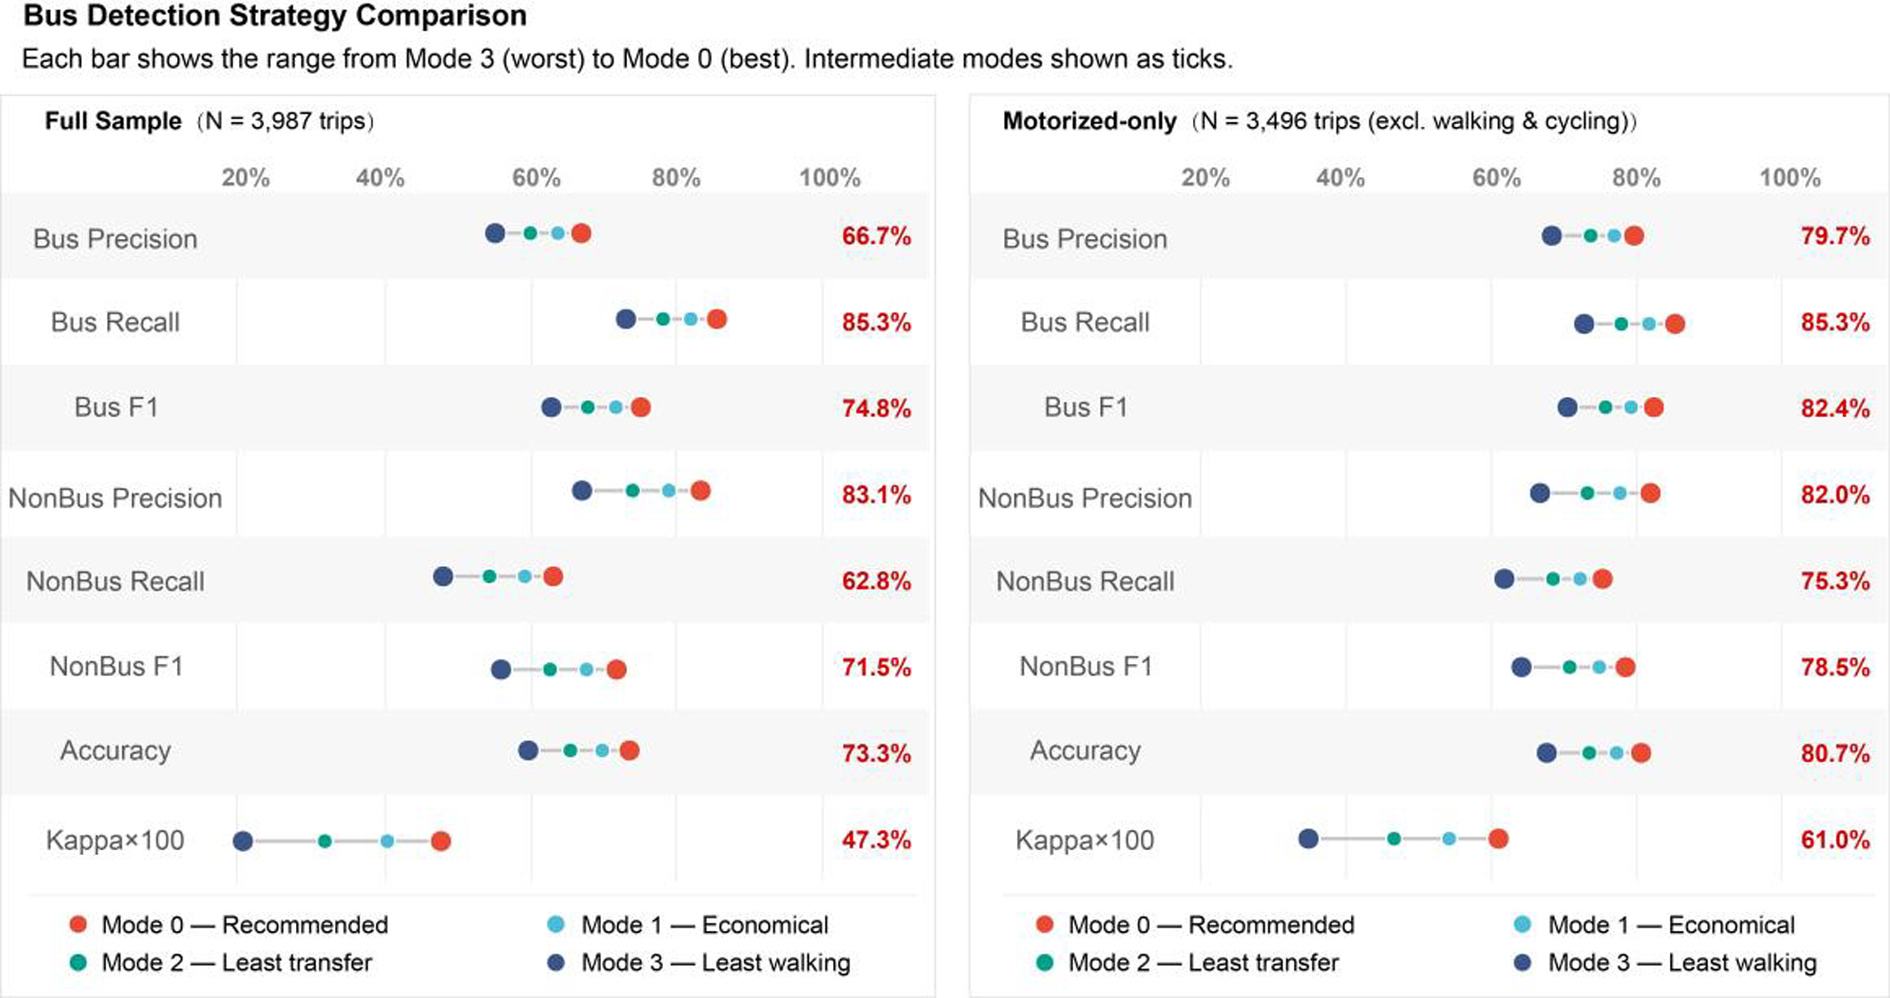 Bus Detection Strategy Comparison
Each bar shows the range from Mode 3 (worst) to Mode 0 (best). Intermediate modes shown as ticks.
Full Sample (N = 3,987 trips)
20% 40% 60% 80% 100%
Bus Precision 66.7%
Bus Recall 85.3%
Bus F1 74.8%
NonBus Precision 83.1%
NonBus Recall 62.8%
NonBus F1 71.5%
Accuracy 73.3%
Kappa×100 47.3%
Mode 0 — Recommended Mode 1 — Economical
Mode 2 — Least transfer Mode 3 — Least walking
Motorized-only (N = 3,496 trips (excl. walking & cycling))
20% 40% 60% 80% 100%
Bus Precision 79.7%
Bus Recall 85.3%
Bus F1 82.4%
NonBus Precision 82.0%
NonBus Recall 75.3%
NonBus F1 78.5%
Accuracy 80.7%
Kappa×100 61.0%
Mode 0 — Recommended Mode 1 — Economical
Mode 2 — Least transfer Mode 3 — Least walking